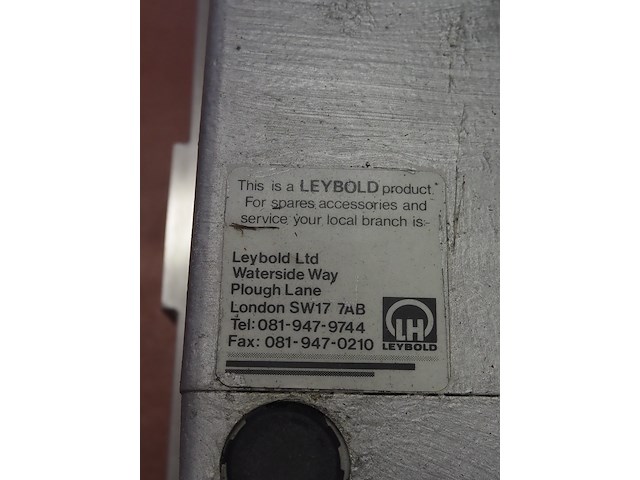 This is a LEYBOLD product.
For spares accessories and
service your local branch is:-
Leybold Ltd
Waterside Way
Plough Lane
London SW17 7AB
Tel: 081-947-9744
Fax: 081-947-0210
LH
LEYBOLD